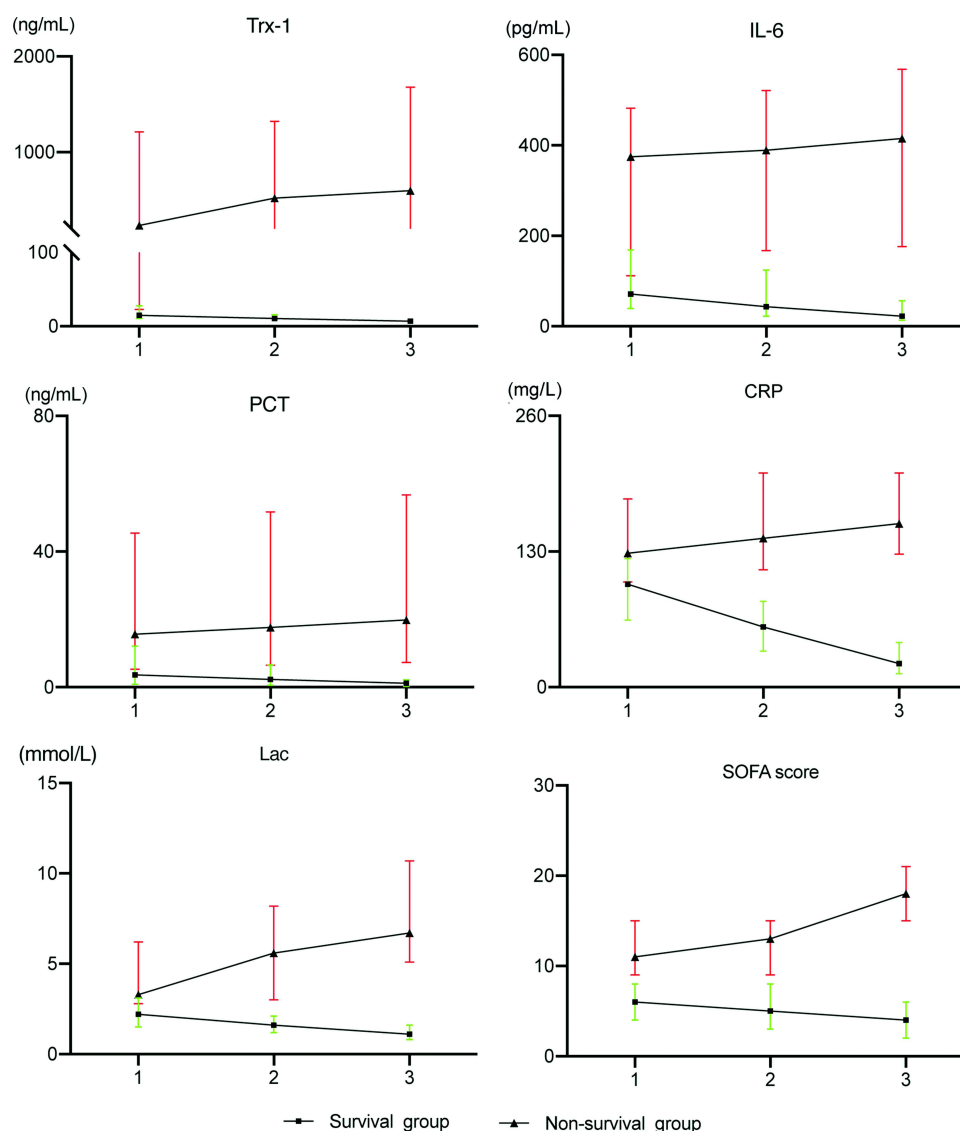 (ng/mL)
Trx-1
2000
1000
100
0
1 2 3
(pg/mL)
IL-6
600
400
200
0
1 2 3
(ng/mL)
PCT
80
40
0
1 2 3
(mg/L)
CRP
260
130
0
1 2 3
(mmol/L)
Lac
15
10
5
0
1 2 3
SOFA score
30
20
10
0
1 2 3
Survival group Non-survival group